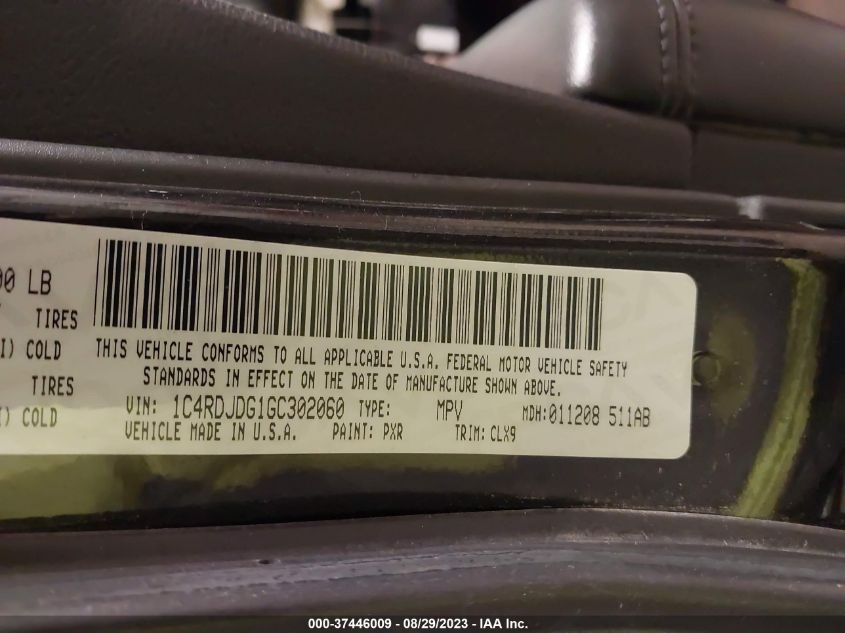 00 LB
TIRES
I) COLD
TIRES
I) COLD
THIS VEHICLE CONFORMS TO ALL APPLICABLE U.S.A. FEDERAL MOTOR VEHICLE SAFETY
STANDARDS IN EFFECT ON THE DATE OF MANUFACTURE SHOWN ABOVE.
VIN: 1C4RDJDG1GC302060 TYPE: MPV MDH:011208 511AB
VEHICLE MADE IN U.S.A. PAINT: PXR TRIM: CLX9
000-37446009 - 08/29/2023 - IAA Inc.